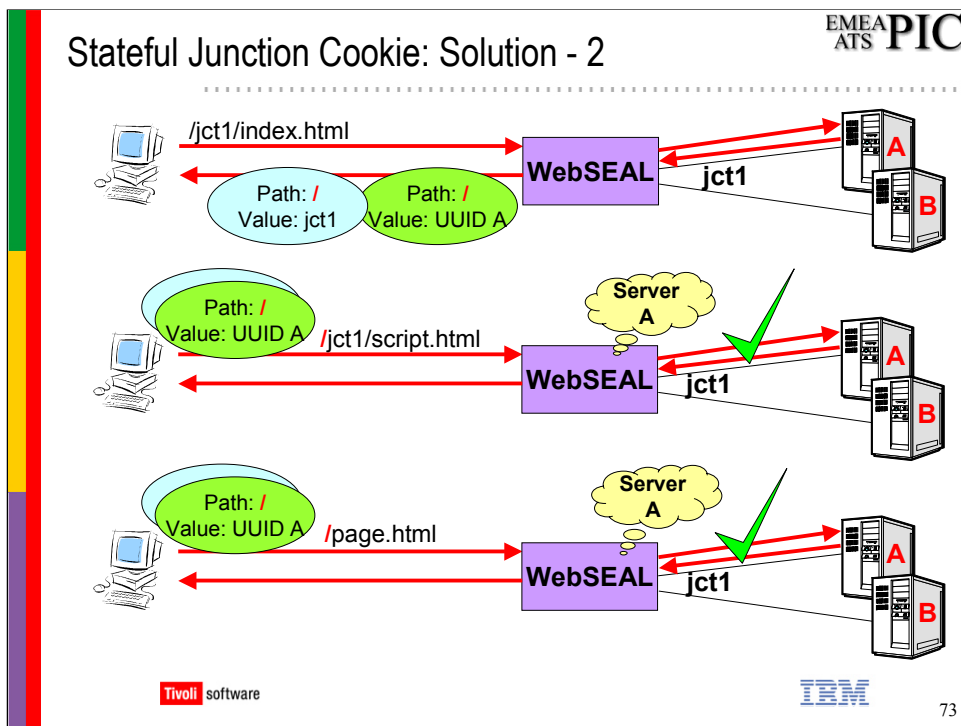 Stateful Junction Cookie: Solution - 2
EMEA
ATS PIC
/jct1/index.html
Path: /
Value: jct1
Path: /
Value: UUID A
WebSEAL
jct1
A
B
Path: /
Value: UUID A
/jct1/script.html
Server
A
WebSEAL
jct1
A
B
Path: /
Value: UUID A
/page.html
Server
A
WebSEAL
jct1
A
B
Tivoli software
IBM
73